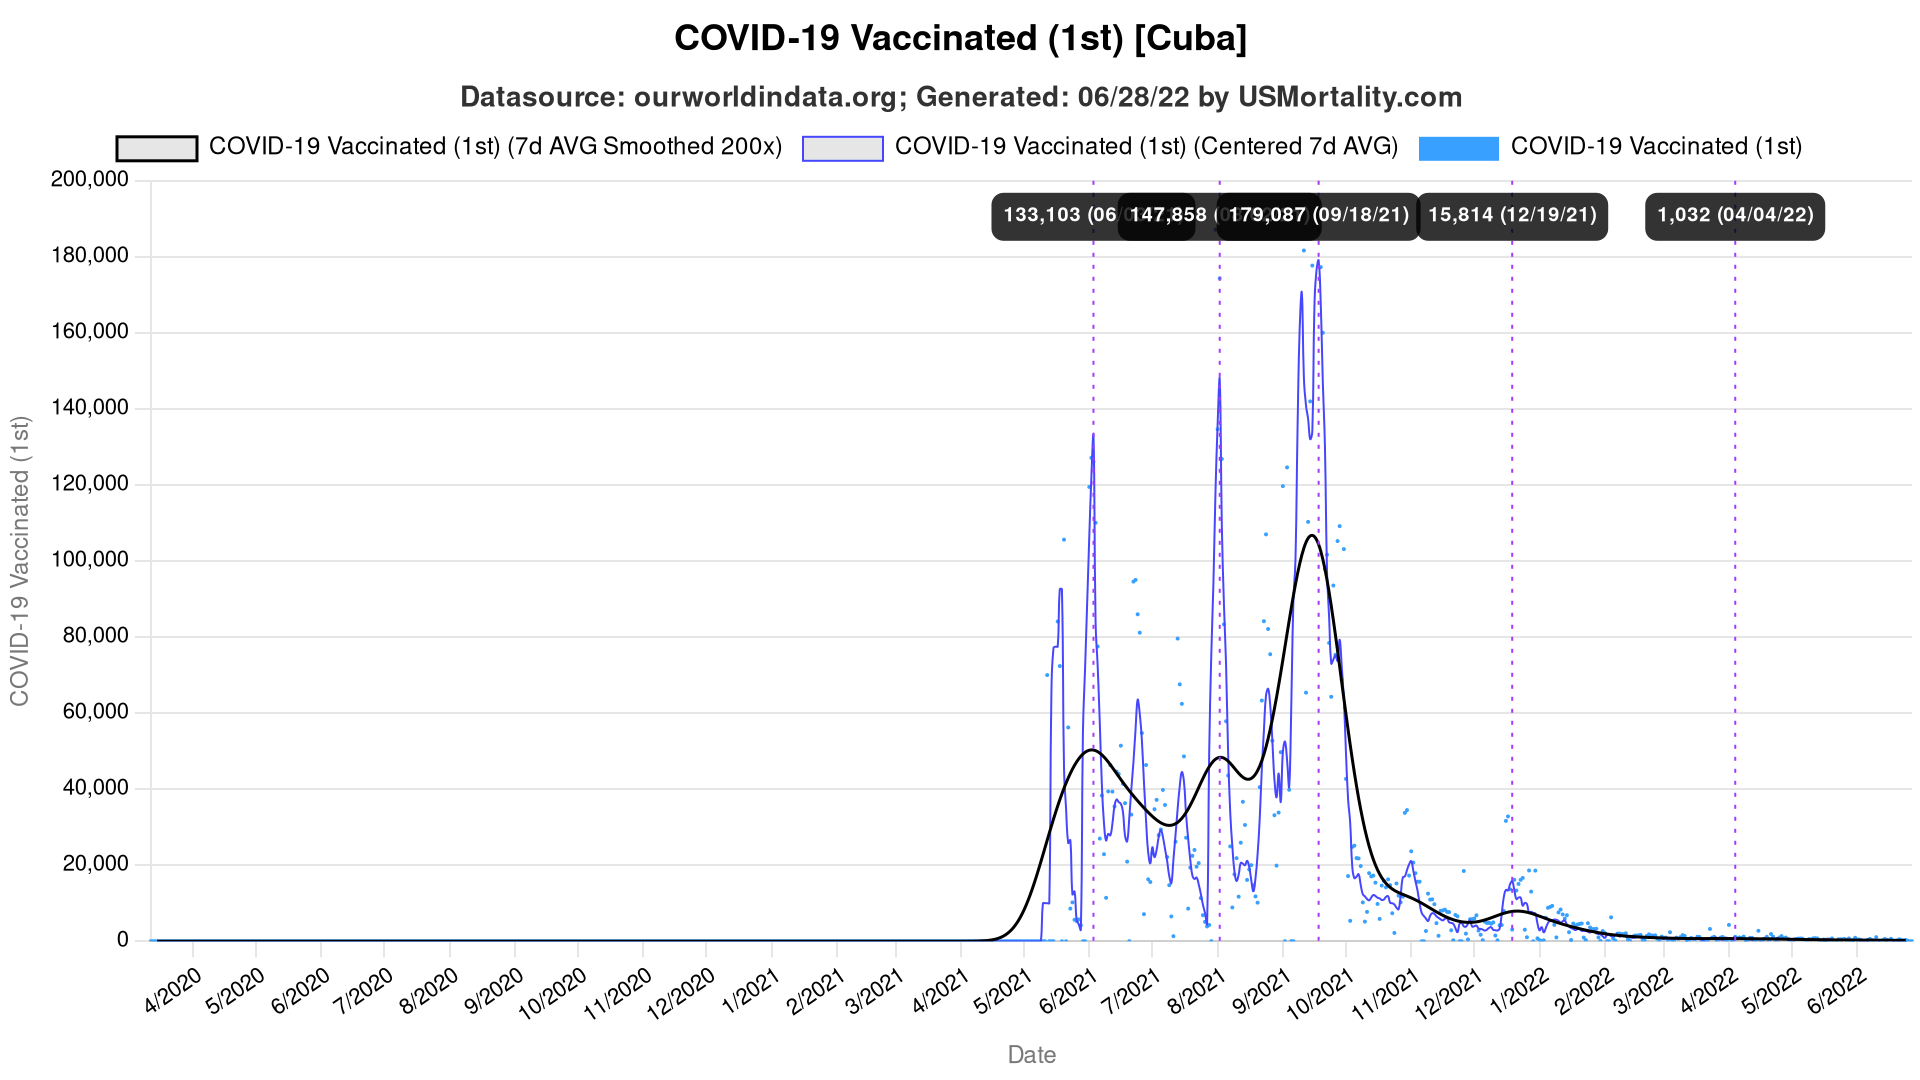 COVID-19 Vaccinated (1st) [Cuba]
Datasource: ourworldindata.org; Generated: 06/28/22 by USMortality.com
COVID-19 Vaccinated (1st) (7d AVG Smoothed 200x) COVID-19 Vaccinated (1st) (Centered 7d AVG) COVID-19 Vaccinated (1st)
133,103 (06 147,858 179,087 (09/18/21) 15,814 (12/19/21) 1,032 (04/04/22)
200,000
180,000
160,000
140,000
120,000
100,000
80,000
60,000
40,000
20,000
0
COVID-19 Vaccinated (1st)
4/2020 5/2020 6/2020 7/2020 8/2020 9/2020 10/2020 11/2020 12/2020 1/2021 2/2021 3/2021 4/2021 5/2021 6/2021 7/2021 8/2021 9/2021 10/2021 11/2021 12/2021 1/2022 2/2022 3/2022 4/2022 5/2022 6/2022
Date